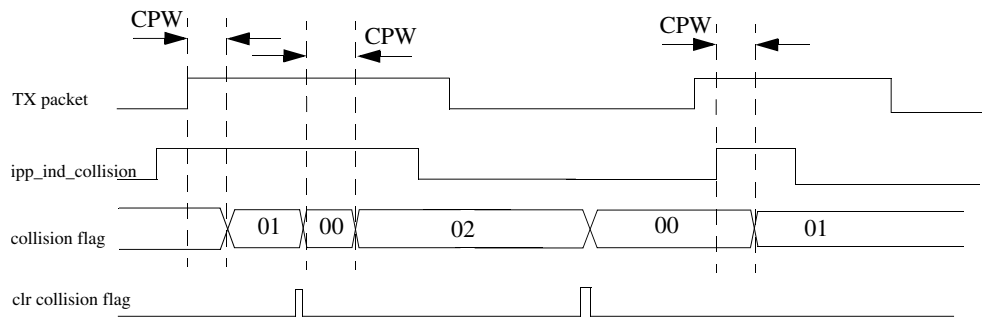 CPW
CPW
CPW
TX packet
ipp_ind_collision
collision flag
01
00
02
00
01
clr collision flag